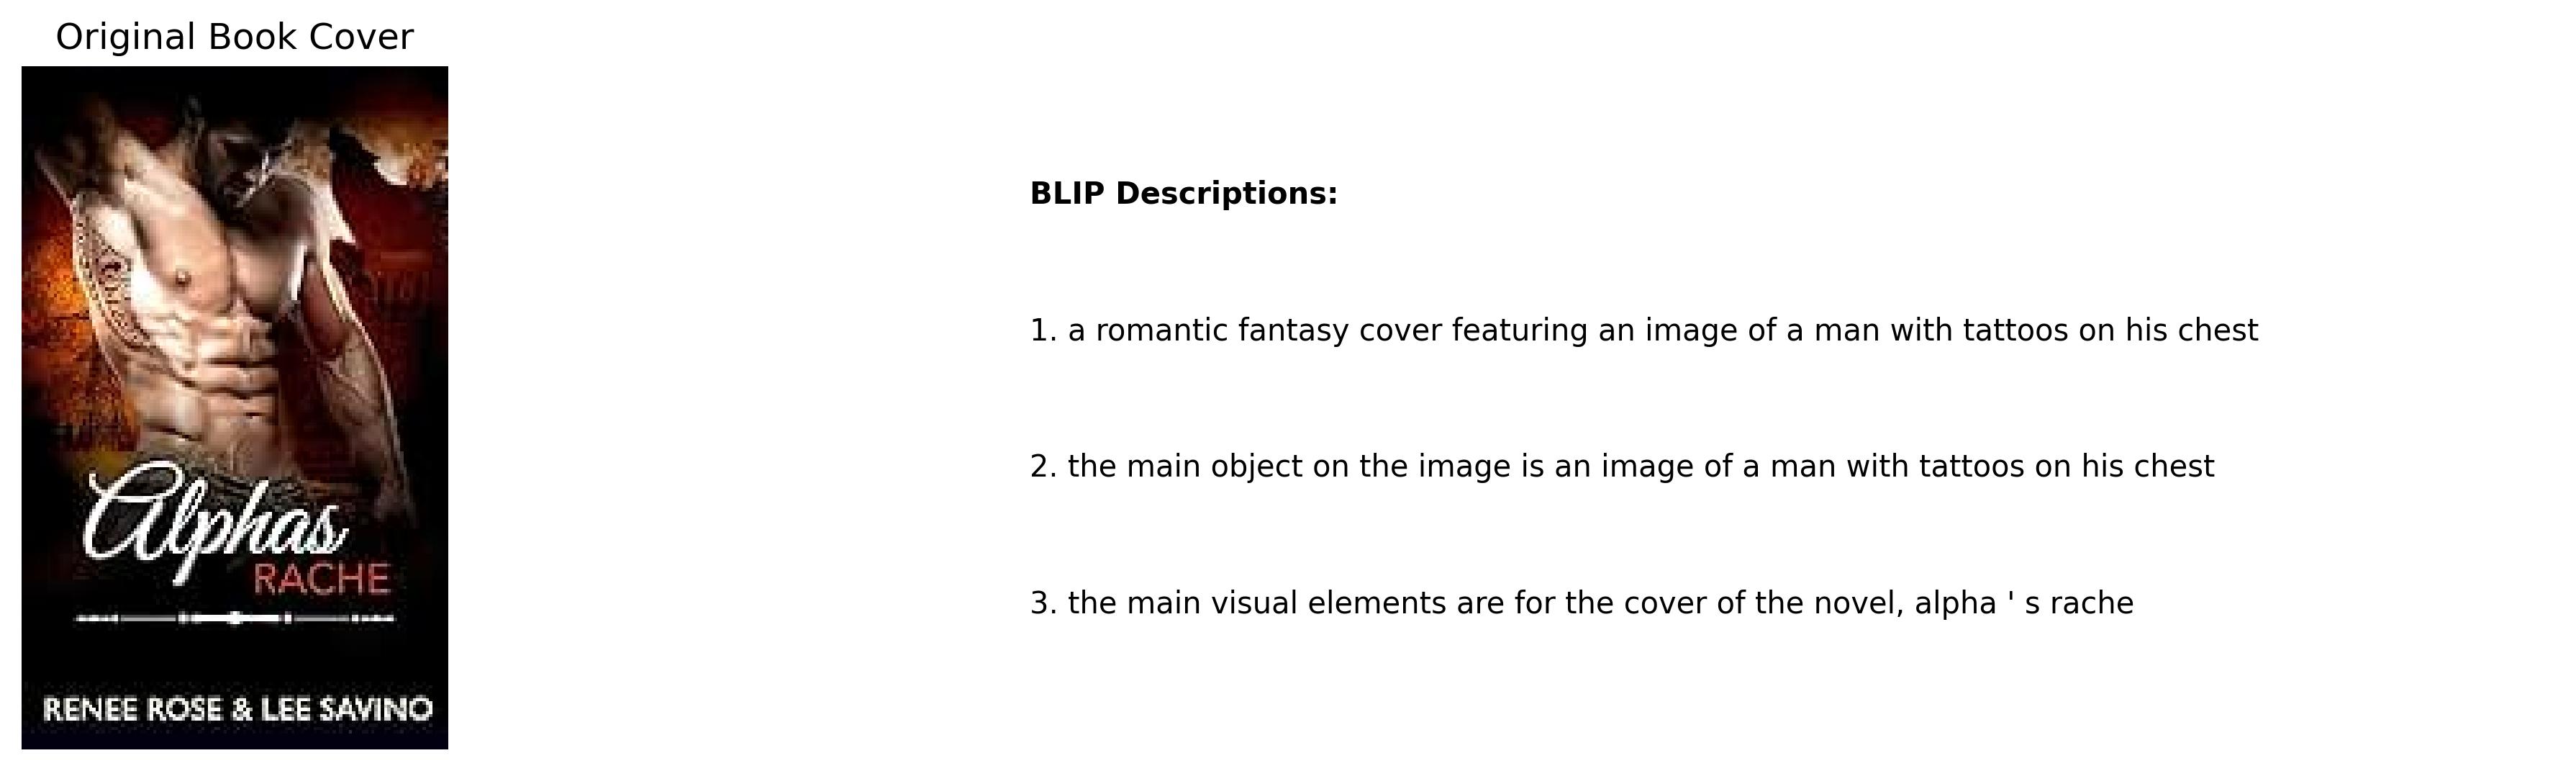 Original Book Cover
Alphas
RACHE
RENEE ROSE & LEE SAVINO
BLIP Descriptions:
1. a romantic fantasy cover featuring an image of a man with tattoos on his chest
2. the main object on the image is an image of a man with tattoos on his chest
3. the main visual elements are for the cover of the novel, alpha ' s rache